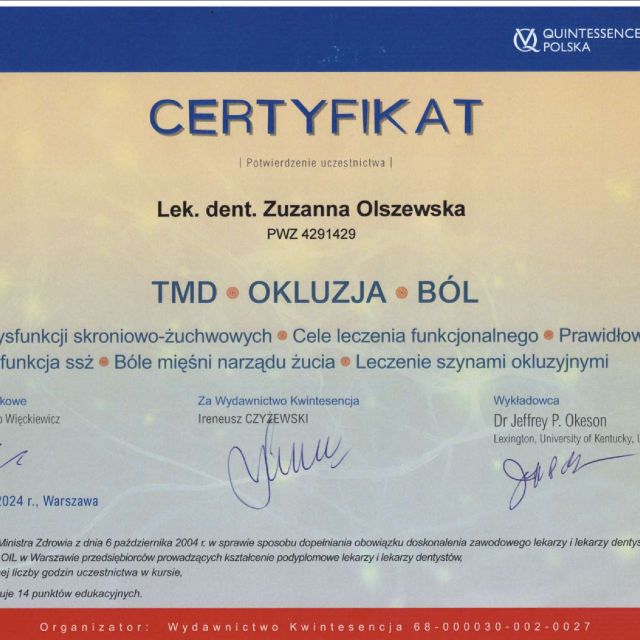 QUINTESSENCE
POLSKA
CERTYFIKAT
| Potwierdzenie uczestnictwa |
Lek. dent. Zuzanna Olszewska
PWZ 4291429
TMD • OKLUZJA • BÓL
ysfunkcji skroniowo-żuchwowych • Cele leczenia funkcjonalnego • Prawidłow
funkcja ssż • Bóle mięśni narządu żucia • Leczenie szynami okluzyjnymi
kowe
Za Wydawnictwo Kwintesencja
Wykładowca
o Więckiewicz
Ireneusz CZYŻEWSKI
Dr Jeffrey P. Okeson
Lexington, University of Kentucky, U
2024 r., Warszawa
Ministra Zdrowia z dnia 6 października 2004 r. w sprawie sposobu dopełniania obowiązku doskonalenia zawodowego lekarzy i lekarzy dentys
OIL w Warszawie przedsiębiorców prowadzących kształcenie podyplomowe lekarzy i lekarzy dentystów,
ej liczby godzin uczestnictwa w kursie,
uje 14 punktów edukacyjnych.
Organizator: Wydawnictwo Kwintesencja 68-000030-002-0027